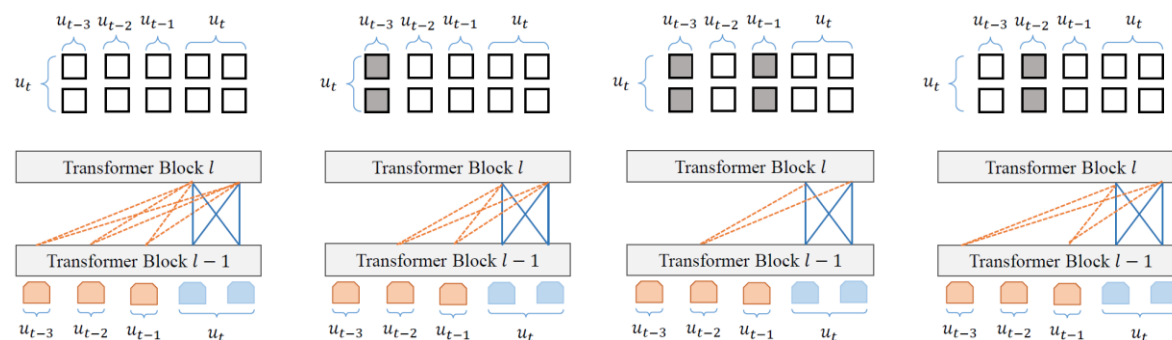 u_{t-3} u_{t-2} u_{t-1} u_t
u_t
Transformer Block l
Transformer Block l − 1
u_{t-3} u_{t-2} u_{t-1} u_t
u_{t-3} u_{t-2} u_{t-1} u_t
u_t
Transformer Block l
Transformer Block l − 1
u_{t-3} u_{t-2} u_{t-1} u_t
u_{t-3} u_{t-2} u_{t-1} u_t
u_t
Transformer Block l
Transformer Block l − 1
u_{t-3} u_{t-2} u_{t-1} u_t
u_{t-3} u_{t-2} u_{t-1} u_t
u_t
Transformer Block l
Transformer Block l − 1
u_{t-3} u_{t-2} u_{t-1} u_t